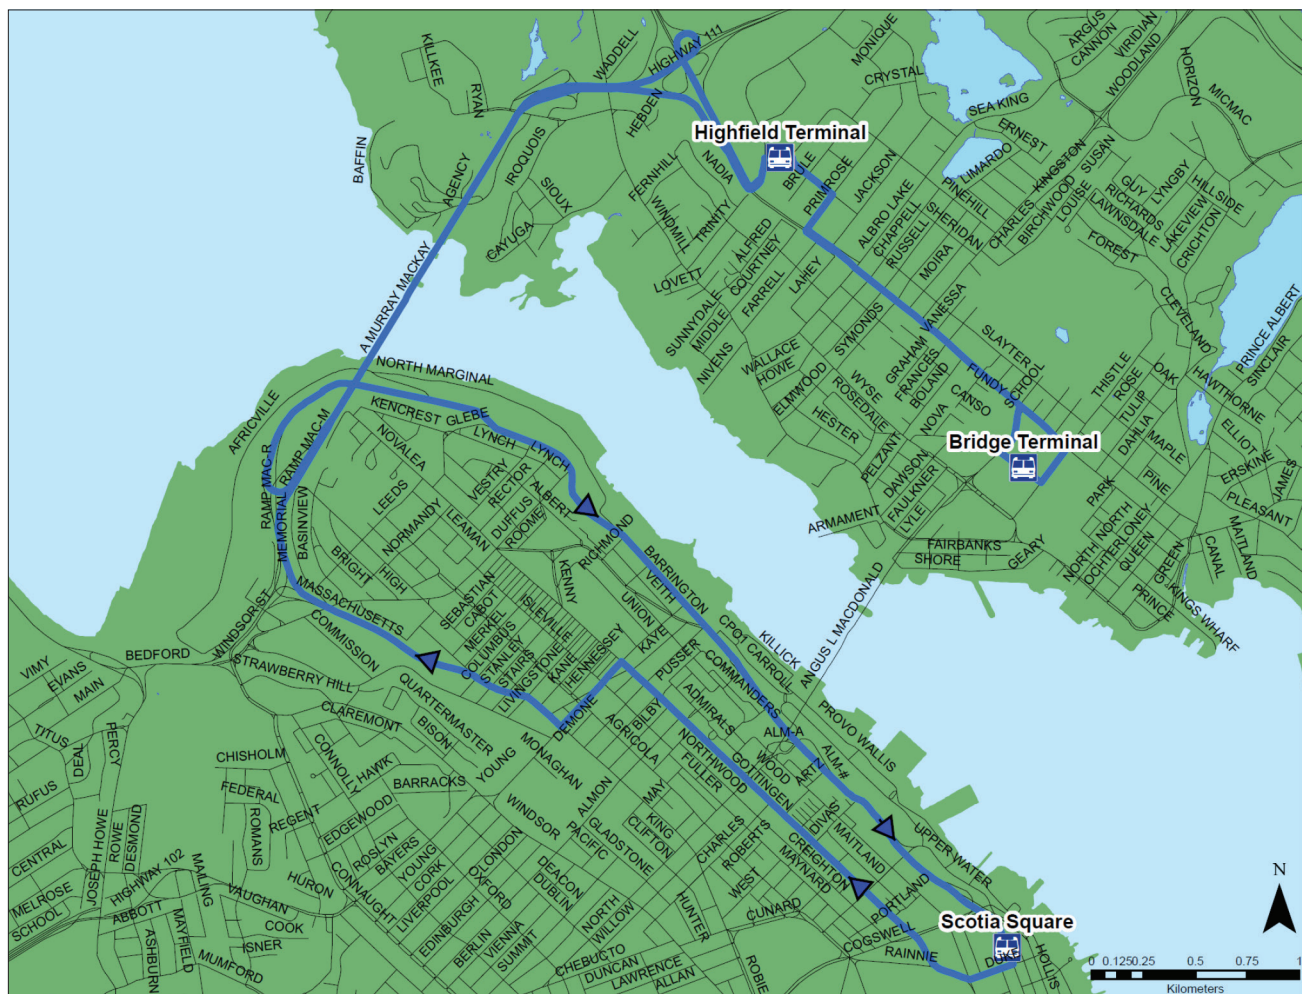 KILKEE
RYAN
WADDELL
HIGHWAY 111
HEBDEN
MONIQUE
CRYSTAL
ARGUS
CANNON
VIRIDIAN
WOODLAND
HORIZON
MICMAC
SEA KING
ERNEST
LIMARDO
KINGSTON
SUSAN
BAFFIN
AGENCY
IROQUOIS
SIOUX
CAYUGA
Highfield Terminal
NADIA
BRULE
PRIMROSE
JACKSON
FERNHILL
WINDMILL
TRINITY
LOVETT
ALFRED
COURTNEY
FARRELL
LAHEY
ALBRO LAKE
CHAPPELL
RUSSELL
PINEHILL
SHERIDAN
MOIRA
CHARLES
BIRCHWOOD
LOUISE
GUY
RICHARDS
LAWNSDALE
LYNGBY
HILLSIDE
LAKEVIEW
CRICHTON
FOREST
CLEVELAND
PRINCE ALBERT
SINCLAIR
SUNNYDALE
MIDDLE
NIVENS
WALLACE
HOWE
ELMWOOD
SYMONDS
VANESSA
GRAHAM
FRANCES
BOLAND
SLAYTER
SCHOOL
FUNDY
CANSO
NOVA
WYSE
ROSEDALE
HESTER
PELZANT
DAWSON
FAULKNER
LYLE
THISTLE
ROSE
TULIP
OAK
DAHLIA
MAPLE
PINE
PARK
HAWTHORNE
ELLIOT
ERSKINE
JAMES
PLEASANT
MAITLAND
CANAL
GREEN
KINGS WHARF
Bridge Terminal
ARMAMENT
FAIRBANKS
SHORE
GEARY
NORTH NORTH
OCHTERLONEY
QUEEN
PRINCE
A MURRAY MACKAY
NORTH MARGINAL
AFRICVILLE
RAMP-MAC-R
RAMP-MAC-M
MEMORIAL
BASINVIEW
KENCREST
GLEBE
LYNCH
LYNCH
NOVALEA
LEEDS
VESTRY
RECTOR
ALBERT
DUFFUS
ROOME
NORMANDY
LEAMAN
BRIGHT
HIGH
RICHMOND
BARRINGTON
VEITH
KENNY
UNION
KAYE
SEBASTIAN
CABOT
MERKEL
COLUMBUS
STANLEY
STAIRS
LIVINGSTONE
ISLEVILLE
KANE
HENNESSEY
MASSACHUSETTS
COMMISSION
WINDSOR ST
BEDFORD
STRAWBERRY HILL
CLAREMONT
QUARTERMASTER
BISON
YOUNG
MONAGHAN
DEMONE
AGRICOLA
BILBY
PUSSER
ADMIRALS
COMMANDERS
CPO1 CARROLL
KILLICK
ANGUS L MACDONALD
PROVO WALLIS
ALM-A
WOOD
ARTZ
ALM-#
NORTHWOOD
FULLER
GOTTINGEN
DIVAS
MAITLAND
UPPER WATER
VIMY
EVANS
MAIN
TITUS
DEAL
PERCY
RUFUS
CENTRAL
MELROSE
SCHOOL
JOSEPH HOWE
ROWE
DESMOND
HIGHWAY 102
ABBOTT
ASHBURN
MAYFIELD
MAILING
MUMFORD
VAUGHAN
ISNER
COOK
HURON
CHISHOLM
FEDERAL
ROMANS
REGENT
CONNOLLY
HAWK
BARRACKS
EDGEWOOD
ROSLYN
BAYERS
YOUNG
CORK
LIVERPOOL
CONNAUGHT
EDINBURGH
LONDON
OXFORD
BERLIN
VIENNA
SUMMIT
DEACON
DUBLIN
WINDSOR
PACIFIC
ALMON
GLADSTONE
MAY
KING
CLIFTON
NORTH
WILLOW
CHEBUCTO
DUNCAN
LAWRENCE
ALLAN
HUNTER
CHARLES
ROBERTS
WEST
CUNARD
ROBIE
CREIGHTON
MAYNARD
PORTLAND
COGSWELL
RAINNIE
DUKE
HOLLIS
Scotia Square
N
0 0.125 0.25 0.5 0.75 1
Kilometers